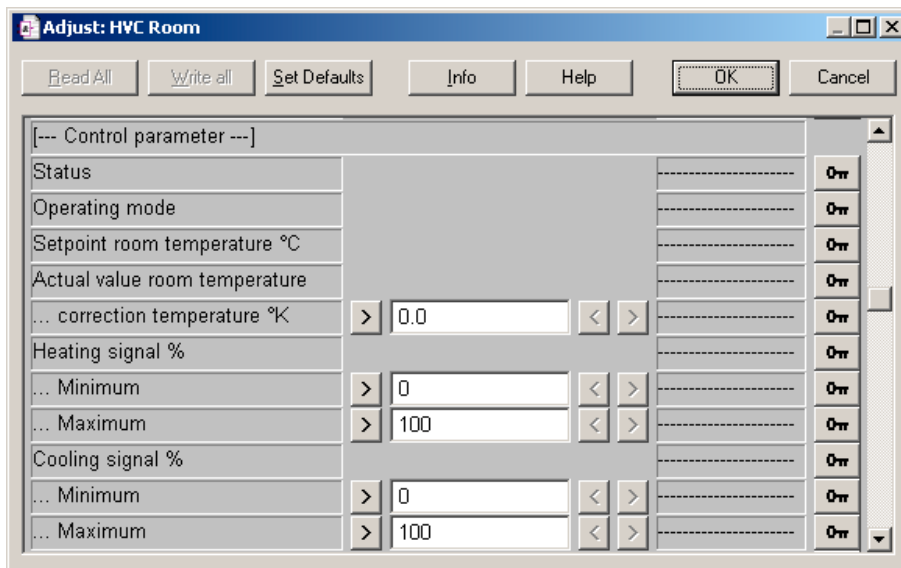 Adjust: HVC Room
Read All Write all Set Defaults Info Help OK Cancel
[--- Control parameter ---]
Status ----------------------
Operating mode ----------------------
Setpoint room temperature °C ----------------------
Actual value room temperature ----------------------
... correction temperature °K > 0.0 < > ----------------------
Heating signal % ----------------------
... Minimum > 0 < > ----------------------
... Maximum > 100 < > ----------------------
Cooling signal % ----------------------
... Minimum > 0 < > ----------------------
... Maximum > 100 < > ----------------------